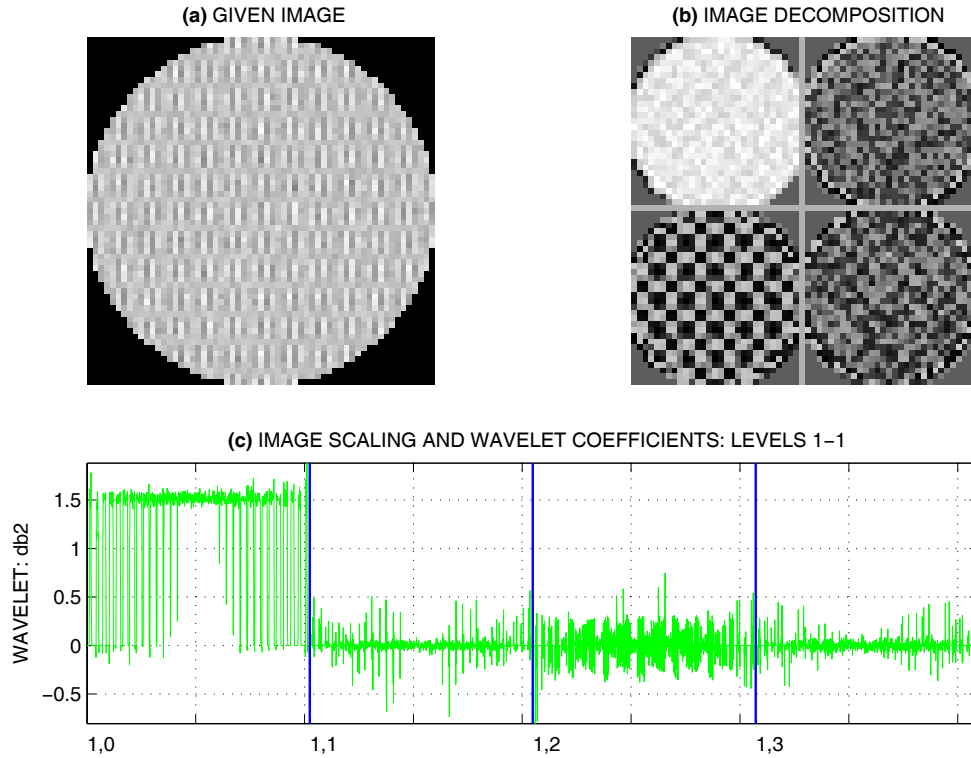 (a) GIVEN IMAGE
(b) IMAGE DECOMPOSITION
(c) IMAGE SCALING AND WAVELET COEFFICIENTS: LEVELS 1−1
WAVELET: db2
1.5
1
0.5
0
−0.5
1,0
1,1
1,2
1,3